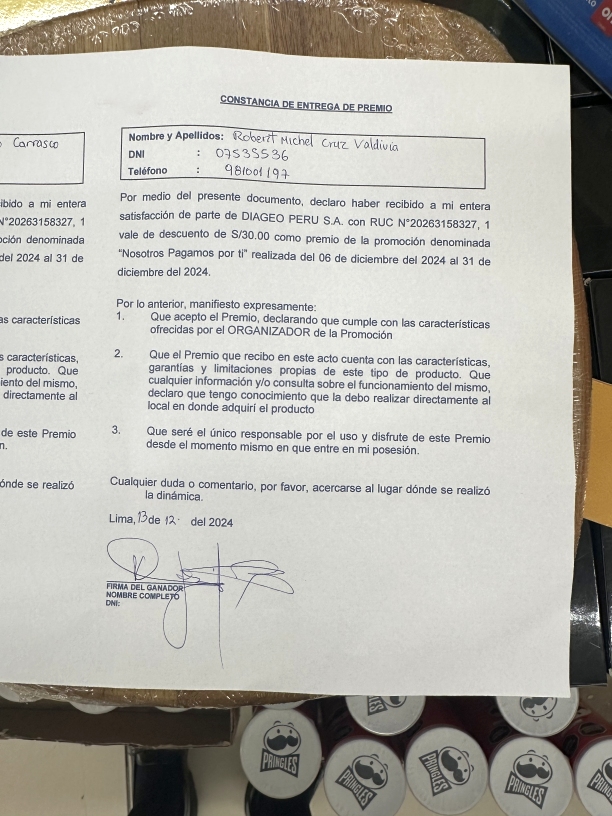 CONSTANCIA DE ENTREGA DE PREMIO
Carrasco
Nombre y Apellidos: Robertt Michel Cruz Valdivia
DNI : 07535536
Teléfono : 981001197
ibido a mi entera
N°20263158327, 1
oción denominada
del 2024 al 31 de
as características
s características,
producto. Que
iento del mismo,
directamente al
de este Premio
n.
ónde se realizó
Por medio del presente documento, declaro haber recibido a mi entera
satisfacción de parte de DIAGEO PERU S.A. con RUC N°20263158327, 1
vale de descuento de S/30.00 como premio de la promoción denominada
“Nosotros Pagamos por ti” realizada del 06 de diciembre del 2024 al 31 de
diciembre del 2024.
Por lo anterior, manifiesto expresamente:
1. Que acepto el Premio, declarando que cumple con las características
ofrecidas por el ORGANIZADOR de la Promoción
2. Que el Premio que recibo en este acto cuenta con las características,
garantías y limitaciones propias de este tipo de producto. Que
cualquier información y/o consulta sobre el funcionamiento del mismo,
declaro que tengo conocimiento que la debo realizar directamente al
local en donde adquirí el producto
3. Que seré el único responsable por el uso y disfrute de este Premio
desde el momento mismo en que entre en mi posesión.
Cualquier duda o comentario, por favor, acercarse al lugar dónde se realizó
la dinámica.
Lima, 13 de 12. del 2024
FIRMA DEL GANADOR
NOMBRE COMPLETO
DNI:
PRINGLES
PRINGLES
PRINGLES
PRINGLES